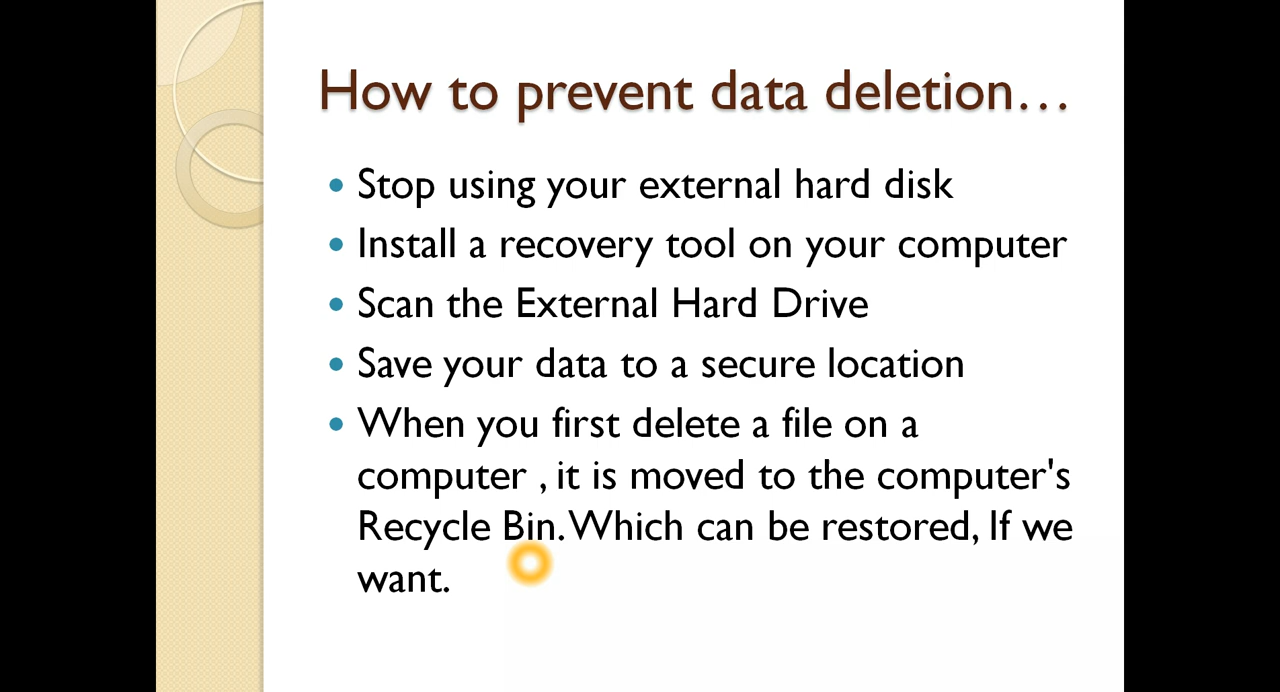 How to prevent data deletion…
• Stop using your external hard disk
• Install a recovery tool on your computer
• Scan the External Hard Drive
• Save your data to a secure location
• When you first delete a file on a
computer , it is moved to the computer's
Recycle Bin. Which can be restored, If we
want.